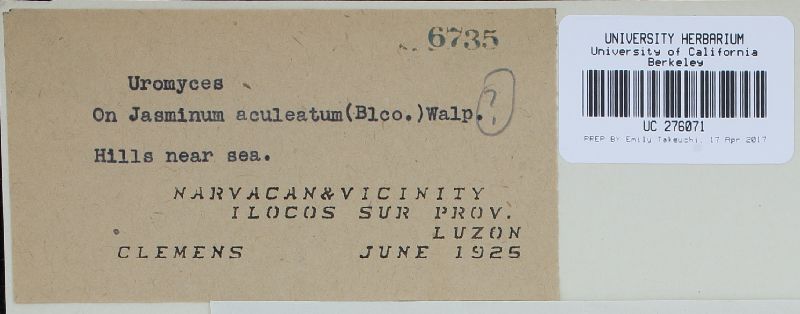 6735
Uromyces
On Jasminum aculeatum(Blco.)Walp. ?
Hills near sea.
NARVACAN&VICINITY
ILOCOS SUR PROV.
LUZON
CLEMENS JUNE 1925
UNIVERSITY HERBARIUM
University of California
Berkeley
UC 276071
PREP BY Emily Takeuchi, 17 Apr 2017